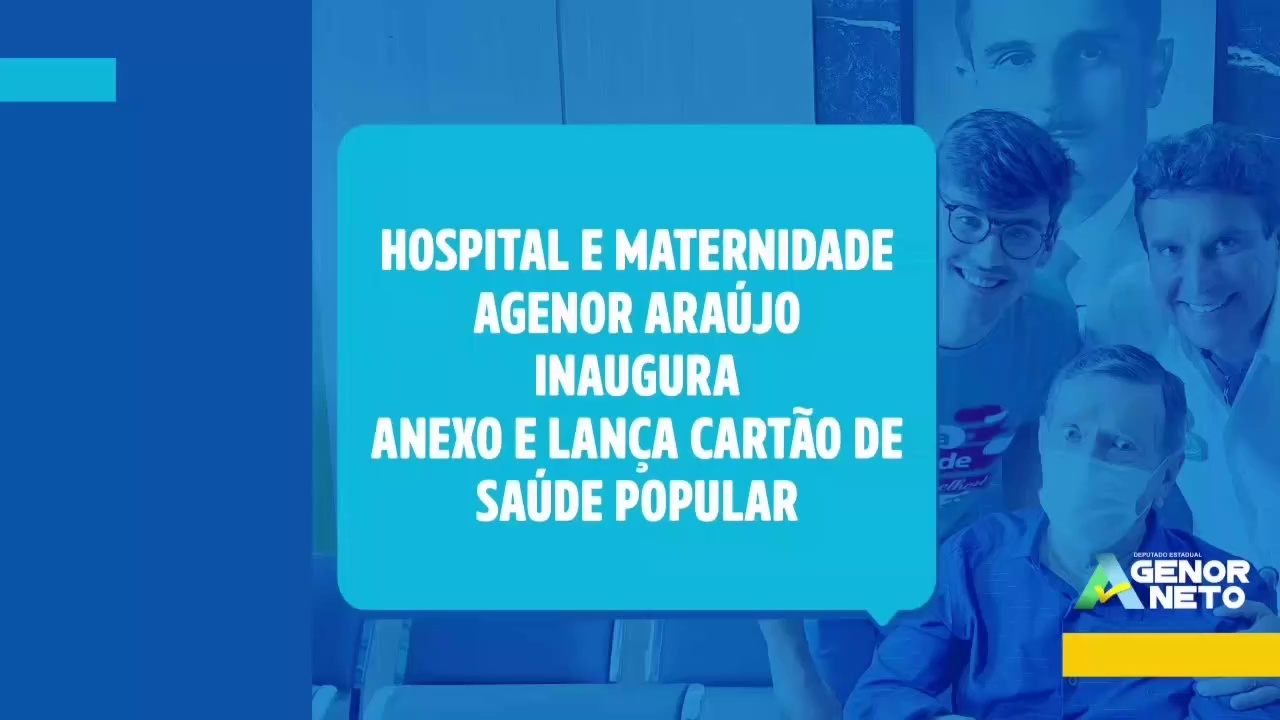 HOSPITAL E MATERNIDADE
AGENOR ARAÚJO
INAUGURA
ANEXO E LANÇA CARTÃO DE
SAÚDE POPULAR
DEPUTADO ESTADUAL
AGENOR
NETO